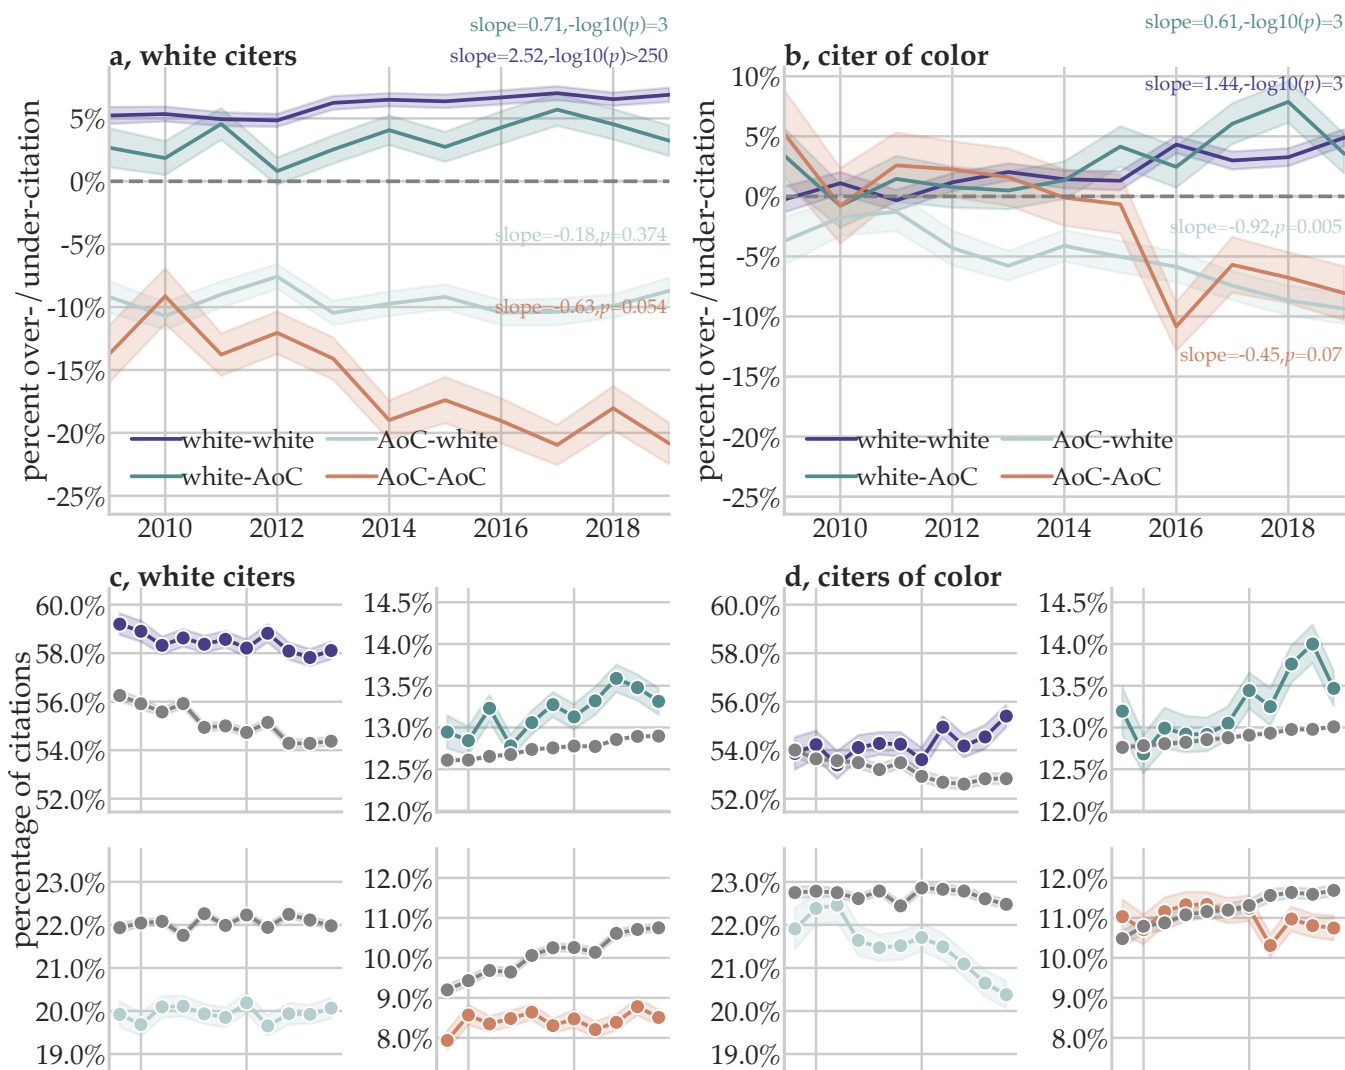 slope=0.71,-log10(p)=3
a, white citers
slope=2.52,-log10(p)>250
percent over-/under-citation
5%
0%
-5%
-10%
-15%
-20%
-25%
slope=-0.18,p=0.374
slope=-0.63,p=0.054
white-white
AoC-white
white-AoC
AoC-AoC
2010
2012
2014
2016
2018
slope=0.61,-log10(p)=3
b, citer of color
slope=1.44,-log10(p)=3
percent over-/under-citation
10%
5%
0%
-5%
-10%
-15%
-20%
-25%
slope=-0.92,p=0.005
slope=-0.45,p=0.07
white-white
AoC-white
white-AoC
AoC-AoC
2010
2012
2014
2016
2018
percentage of citations
c, white citers
60.0%
58.0%
56.0%
54.0%
52.0%
14.5%
14.0%
13.5%
13.0%
12.5%
12.0%
23.0%
22.0%
21.0%
20.0%
19.0%
12.0%
11.0%
10.0%
9.0%
8.0%
d, citers of color
60.0%
58.0%
56.0%
54.0%
52.0%
14.5%
14.0%
13.5%
13.0%
12.5%
12.0%
23.0%
22.0%
21.0%
20.0%
19.0%
12.0%
11.0%
10.0%
9.0%
8.0%